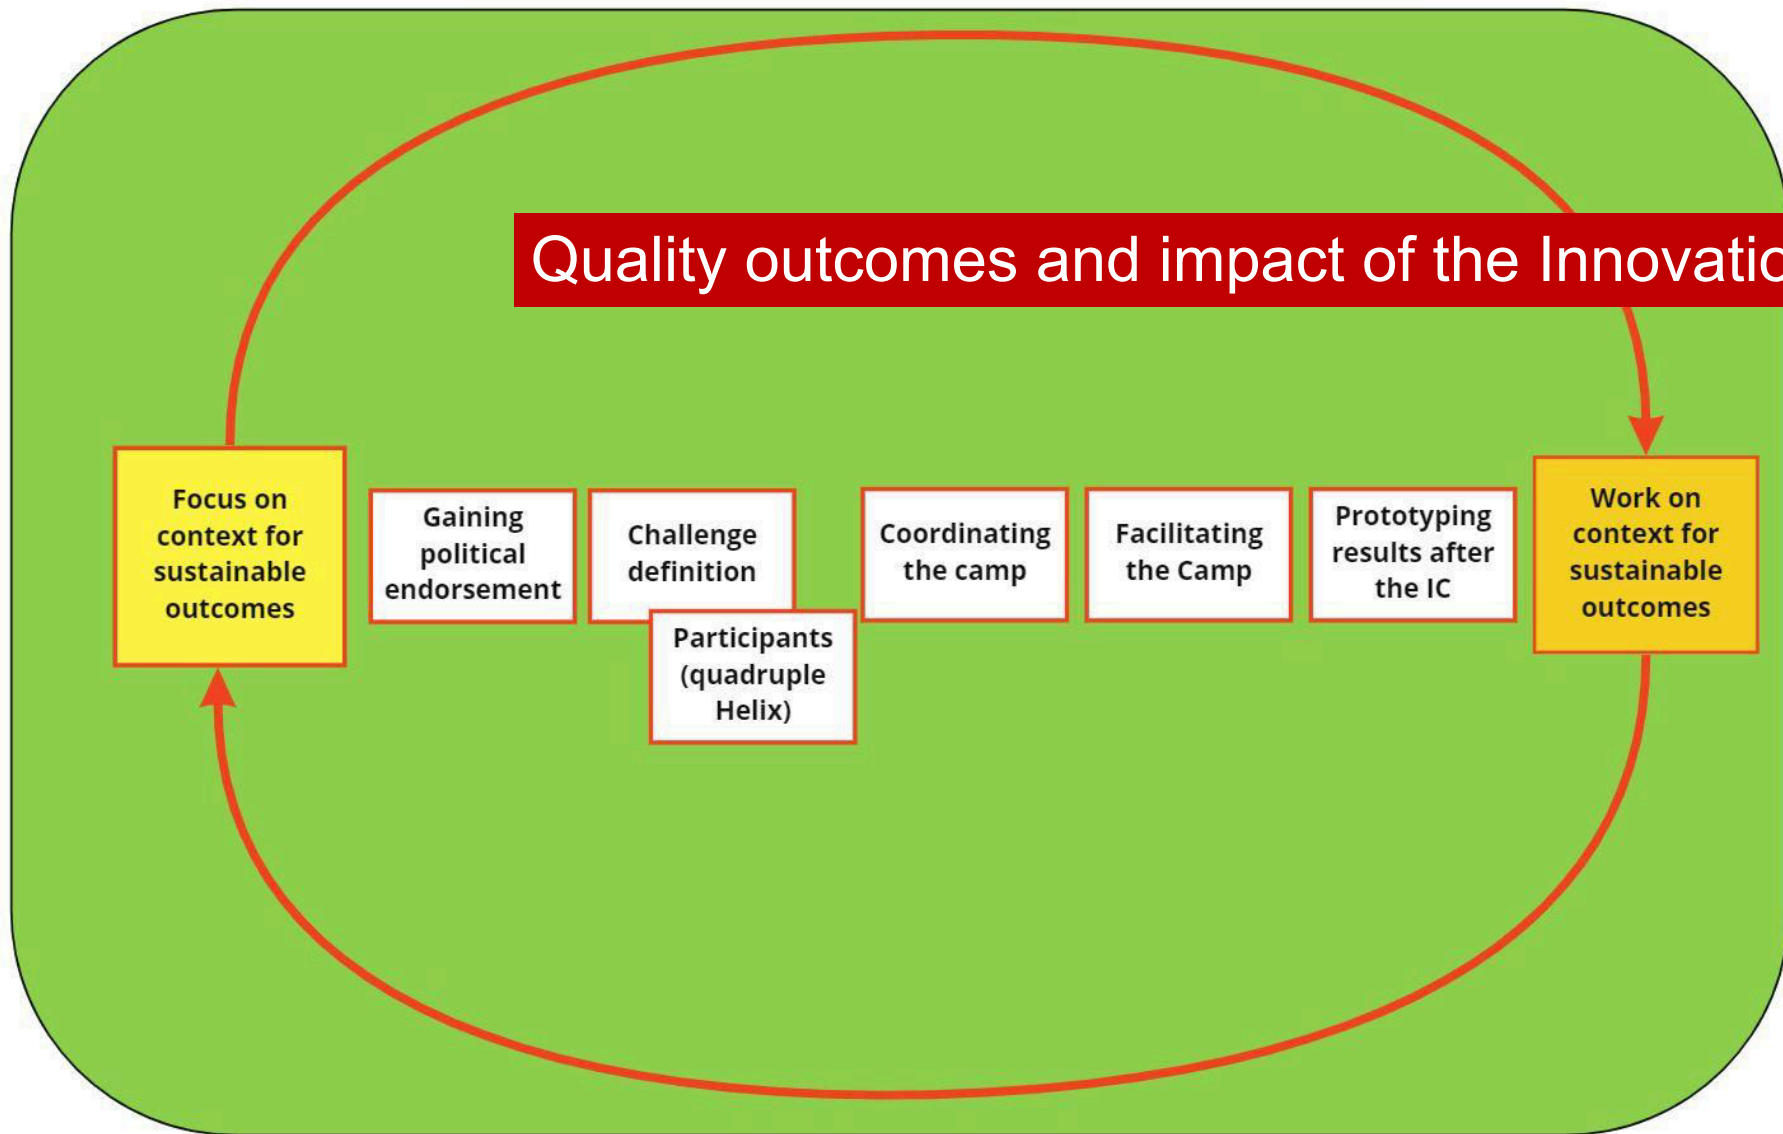 Quality outcomes and impact of the
Focus on
context for
sustainable
outcomes
Gaining
political
endorsement
Challenge
definition
Participants
(quadruple
Helix)
Coordinating
the camp
Facilitating
the Camp
Prototyping
results after
the IC
Work on
context for
sustainable
outcomes